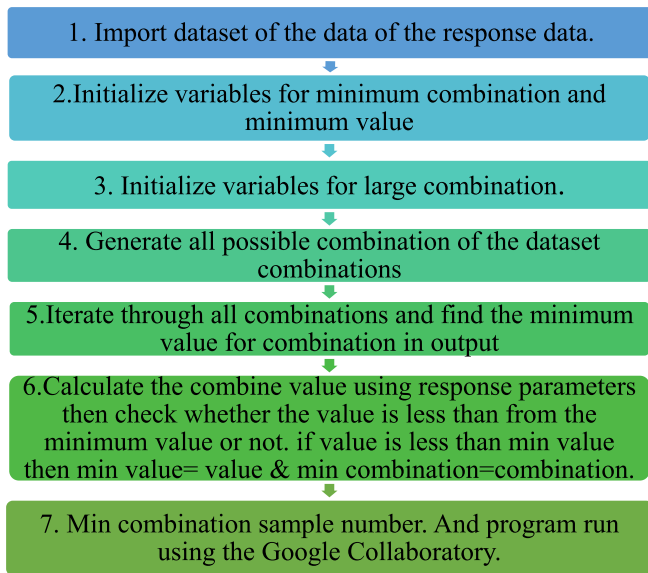 1. Import dataset of the data of the response data.
2.Initialize variables for minimum combination and
minimum value
3. Initialize variables for large combination.
4. Generate all possible combination of the dataset
combinations
5.Iterate through all combinations and find the minimum
value for combination in output
6.Calculate the combine value using response parameters
then check whether the value is less than from the
minimum value or not. if value is less than min value
then min value= value & min combination=combination.
7. Min combination sample number. And program run
using the Google Collaboratory.